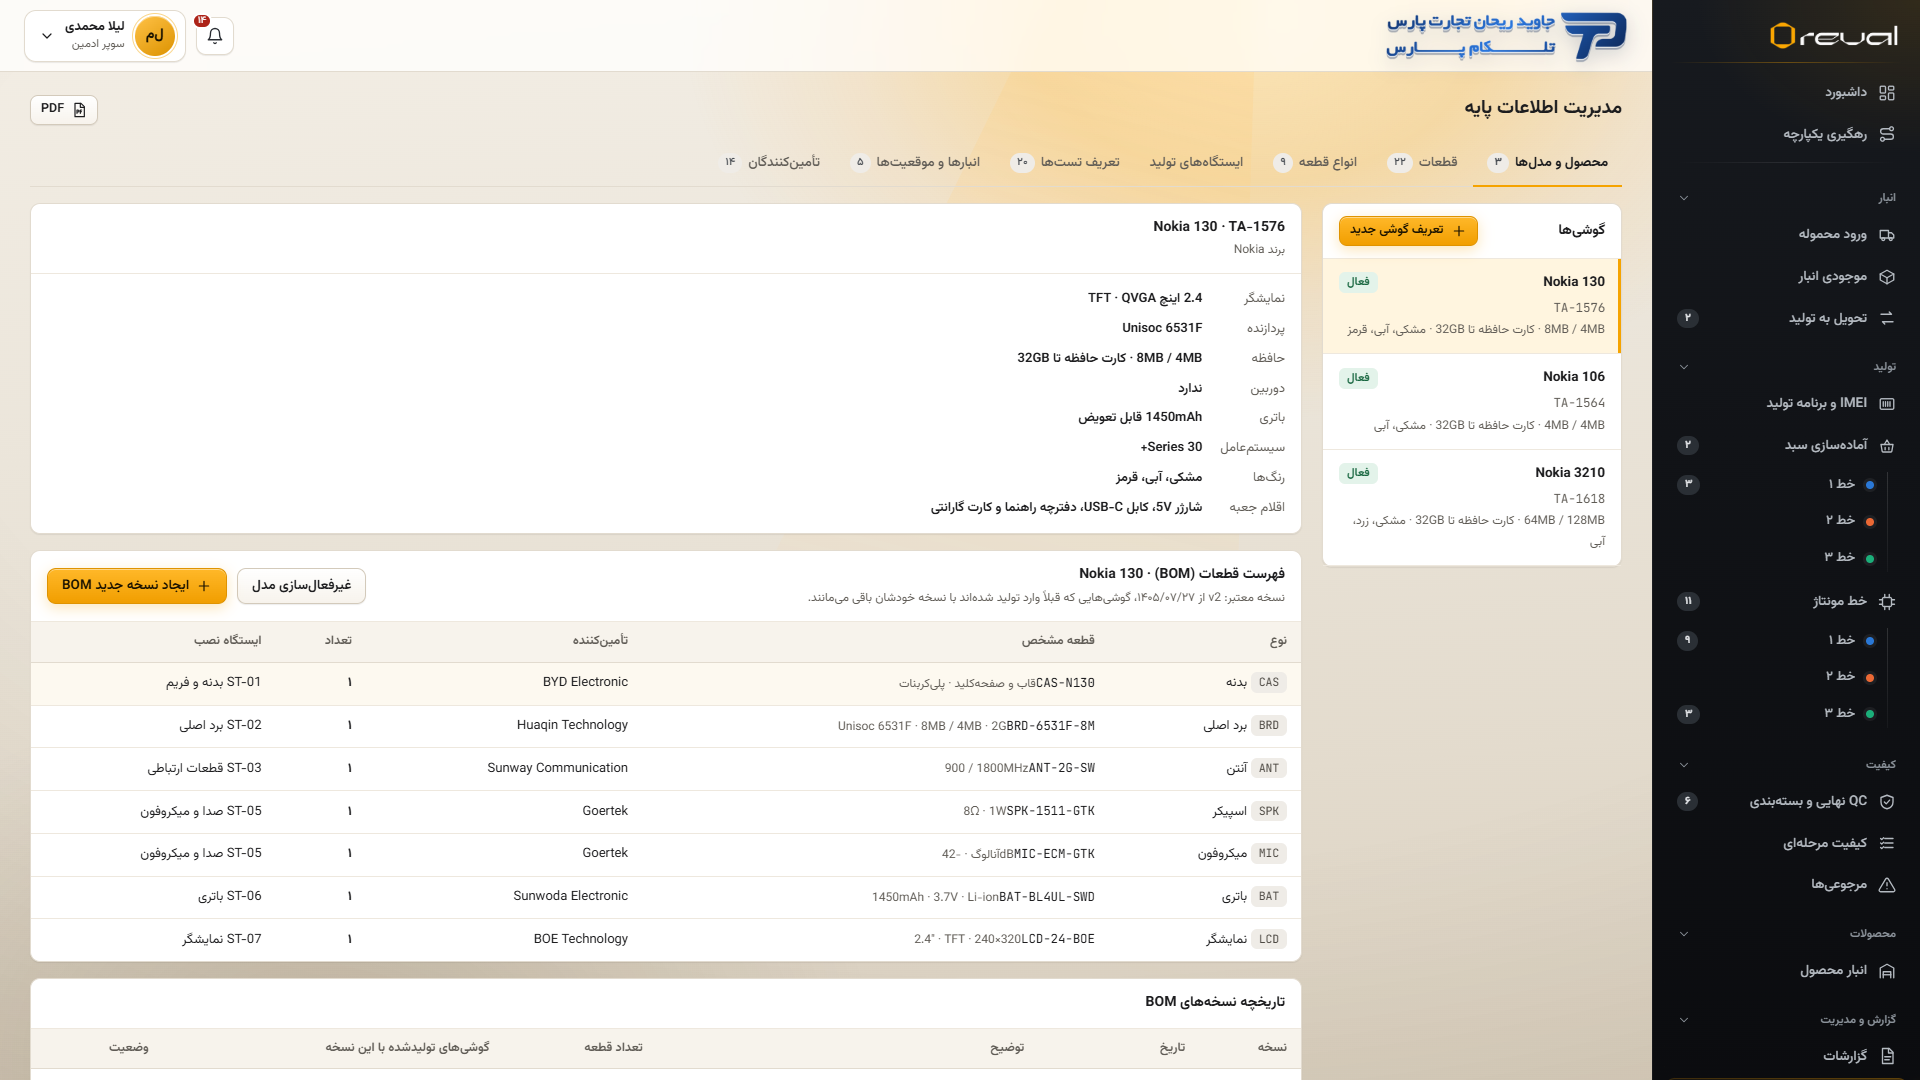 reval
داشبورد
رهگیری یکپارچه
انبار
ورود محموله
موجودی انبار
تحویل به تولید ۲
تولید
IMEI و برنامه تولید
آماده‌سازی سبد ۲
خط ۱ ۳
خط ۲
خط ۳
خط مونتاژ ۱۱
خط ۱ ۹
خط ۲
خط ۳ ۳
کیفیت
QC نهایی و بسته‌بندی ۶
کیفیت مرحله‌ای
مرجوعی‌ها
محصولات
انبار محصول
گزارش و مدیریت
گزارشات
جاوید ریحان تجارت پارس
تلکام پارس
۱۴
لیلا محمدی
سوپر ادمین
ل‌م
مدیریت اطلاعات پایه
PDF
محصول و مدل‌ها ۳ قطعات ۲۲ انواع قطعه ۹ ایستگاه‌های تولید تعریف تست‌ها ۲۰ انبارها و موقعیت‌ها ۵ تأمین‌کنندگان ۱۴
گوشی‌ها
+ تعریف گوشی جدید
Nokia 130 فعال
TA-1576
8MB / 4MB · کارت حافظه تا 32GB · مشکی، آبی، قرمز
Nokia 106 فعال
TA-1564
4MB / 4MB · کارت حافظه تا 32GB · مشکی، آبی
Nokia 3210 فعال
TA-1618
64MB / 128MB · کارت حافظه تا 32GB · مشکی، زرد،
آبی
Nokia 130 · TA-1576
برند Nokia
نمایشگر 2.4 اینچ TFT · QVGA
پردازنده Unisoc 6531F
حافظه 8MB / 4MB · کارت حافظه تا 32GB
دوربین ندارد
باتری 1450mAh قابل تعویض
سیستم‌عامل Series 30+
رنگ‌ها مشکی، آبی، قرمز
اقلام جعبه شارژر 5V، کابل USB-C، دفترچه راهنما و کارت گارانتی
فهرست قطعات (BOM) · Nokia 130
نسخه معتبر: v2 از ۱۴۰۵/۰۷/۲۷، گوشی‌هایی که قبلاً وارد تولید شده‌اند با نسخه خودشان باقی می‌مانند.
غیرفعال‌سازی مدل
+ ایجاد نسخه جدید BOM
نوع قطعه مشخص تأمین‌کننده تعداد ایستگاه نصب
CAS بدنه CAS-N130 قاب و صفحه‌کلید · پلی‌کربنات BYD Electronic ۱ ST-01 بدنه و فریم
BRD برد اصلی BRD-6531F-8M Unisoc 6531F · 8MB / 4MB · 2G Huaqin Technology ۱ ST-02 برد اصلی
ANT آنتن ANT-2G-SW 900 / 1800MHz Sunway Communication ۱ ST-03 قطعات ارتباطی
SPK اسپیکر SPK-1511-GTK 8Ω · 1W Goertek ۱ ST-05 صدا و میکروفون
MIC میکروفون MIC-ECM-GTK آنالوگ · -42dB Goertek ۱ ST-05 صدا و میکروفون
BAT باتری BAT-BL4UL-SWD 1450mAh · 3.7V · Li-ion Sunwoda Electronic ۱ ST-06 باتری
LCD نمایشگر LCD-24-BOE 2.4" · TFT · 240×320 BOE Technology ۱ ST-07 نمایشگر
تاریخچه نسخه‌های BOM
نسخه تاریخ توضیح تعداد قطعه گوشی‌های تولیدشده با این نسخه وضعیت